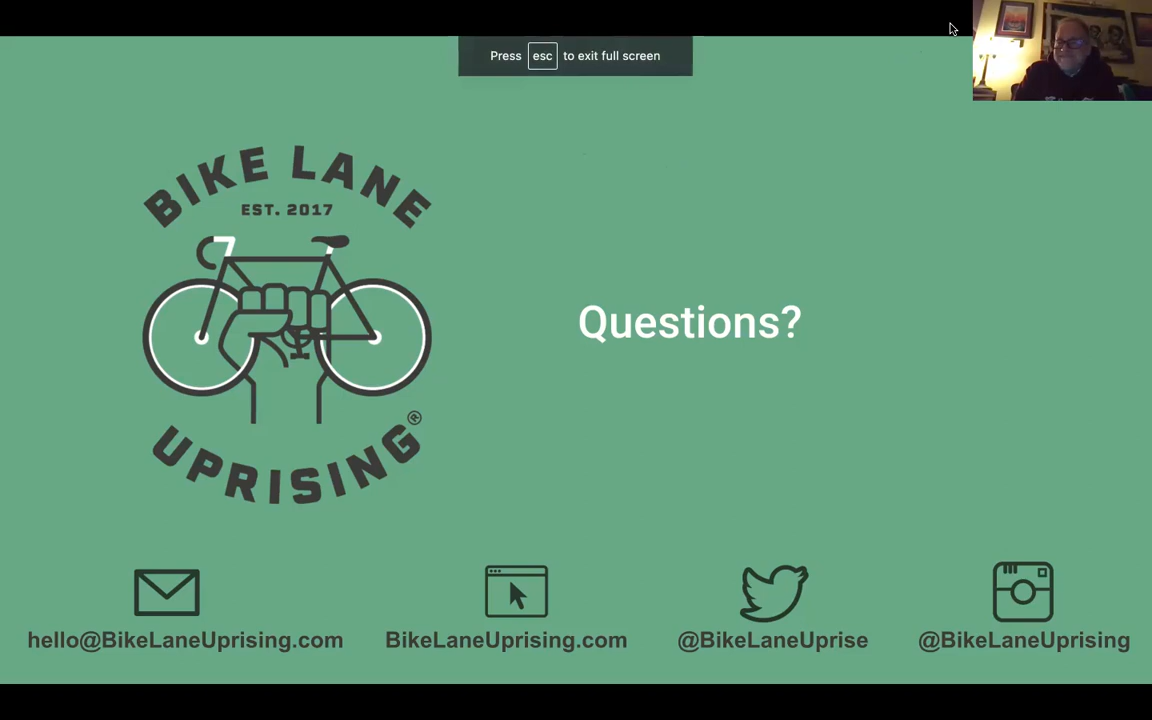 Press esc to exit full screen
BIKE LANE
EST. 2017
UPRISING®
Questions?
hello@BikeLaneUprising.com
BikeLaneUprising.com
@BikeLaneUprise
@BikeLaneUprising